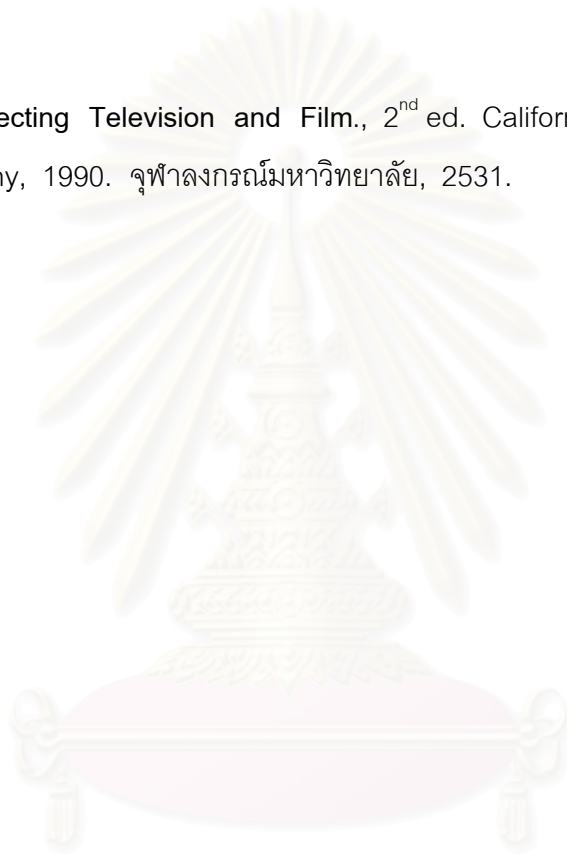 ecting Television and Film., 2nd ed. Californ
ny, 1990. จุฬาลงกรณ์มหาวิทยาลัย, 2531.